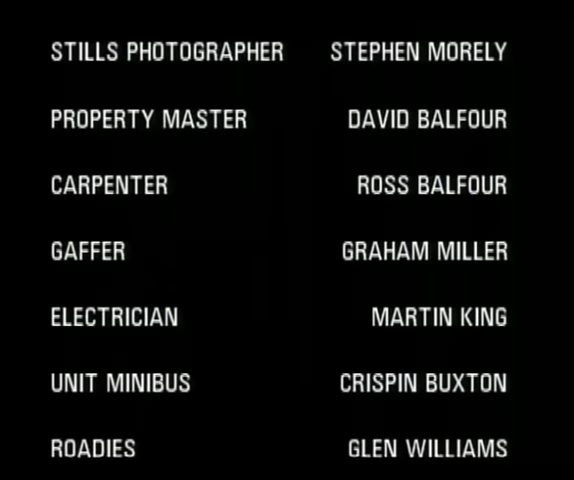 STILLS PHOTOGRAPHER STEPHEN MORELY
PROPERTY MASTER DAVID BALFOUR
CARPENTER ROSS BALFOUR
GAFFER GRAHAM MILLER
ELECTRICIAN MARTIN KING
UNIT MINIBUS CRISPIN BUXTON
ROADIES GLEN WILLIAMS